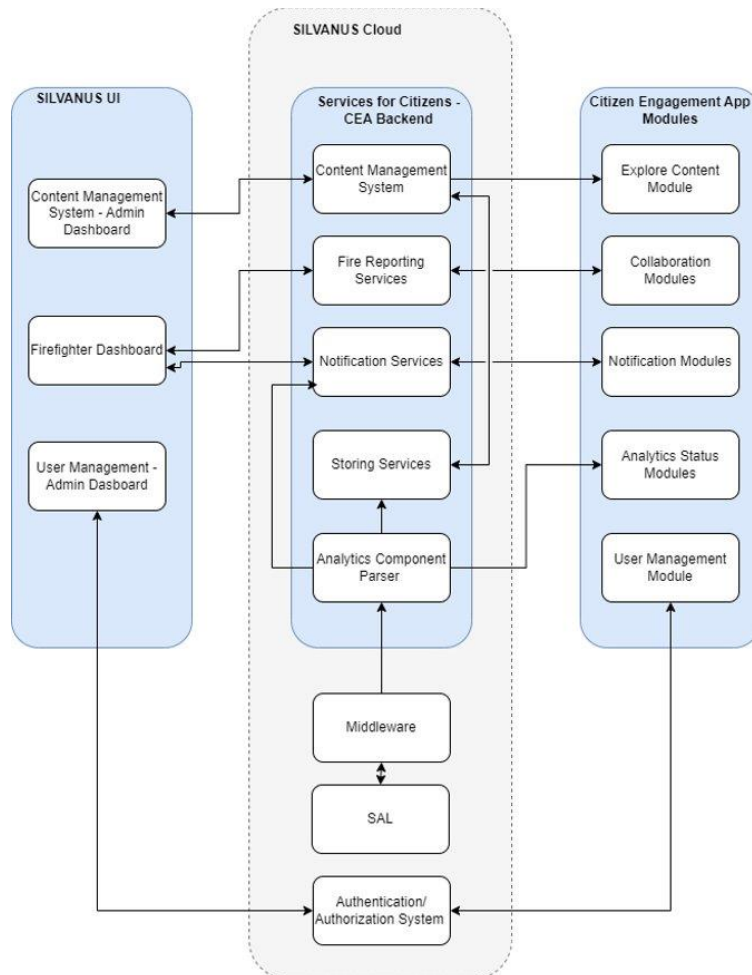 SILVANUS Cloud
SILVANUS UI
Content Management
System - Admin
Dashboard
Firefighter Dashboard
User Management -
Admin Dasboard
Services for Citizens -
CEA Backend
Content Management
System
Fire Reporting
Services
Notification Services
Storing Services
Analytics Component
Parser
Middleware
SAL
Authentication/
Authorization System
Citizen Engagement App
Modules
Explore Content
Module
Collaboration
Modules
Notification Modules
Analytics Status
Modules
User Management
Module